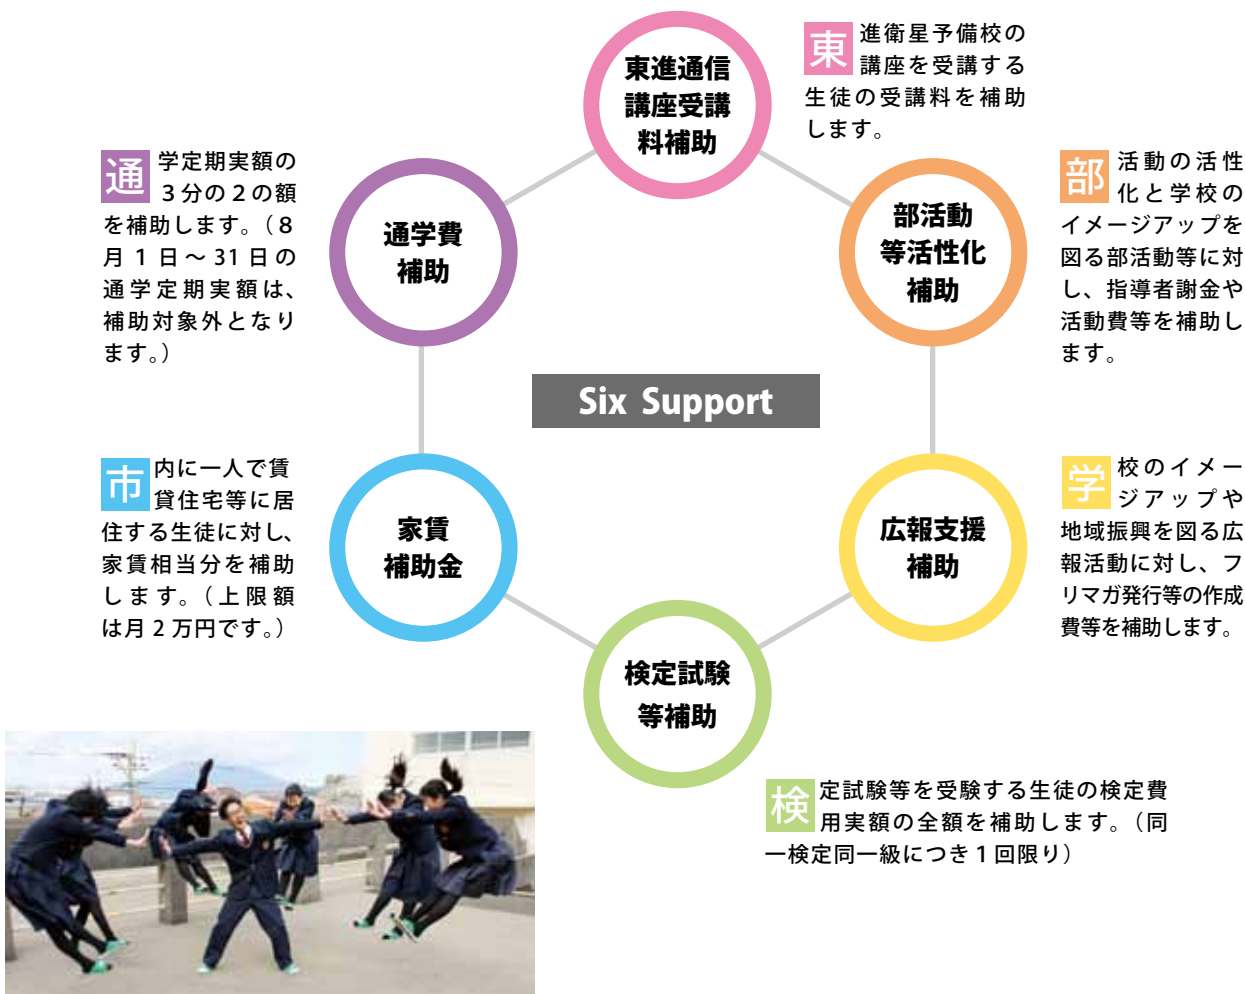 東進通信
講座受講
料補助
東進衛星予備校の
講座を受講する
生徒の受講料を補助
します。
通学定期実額の
3分の2の額
を補助します。（8
月1日～31日の
通学定期実額は、
補助対象外となり
ます。）
通学費
補助
部活動
等活性化
補助
部活動の活性
化と学校の
イメージアップを
図る部活動等に対
し、指導者謝金や
活動費等を補助し
ます。
Six Support
市内に一人で賃
貸住宅等に居
住する生徒に対し、
家賃相当分を補助
します。（上限額
は月2万円です。）
家賃
補助金
広報支援
補助
学校のイメー
ジアップや
地域振興を図る広
報活動に対し、フ
リマガ発行等の作成
費等を補助します。
検定試験
等補助
検定試験等を受験する生徒の検定費
用実額の全額を補助します。（同
一検定同一級につき1回限り）